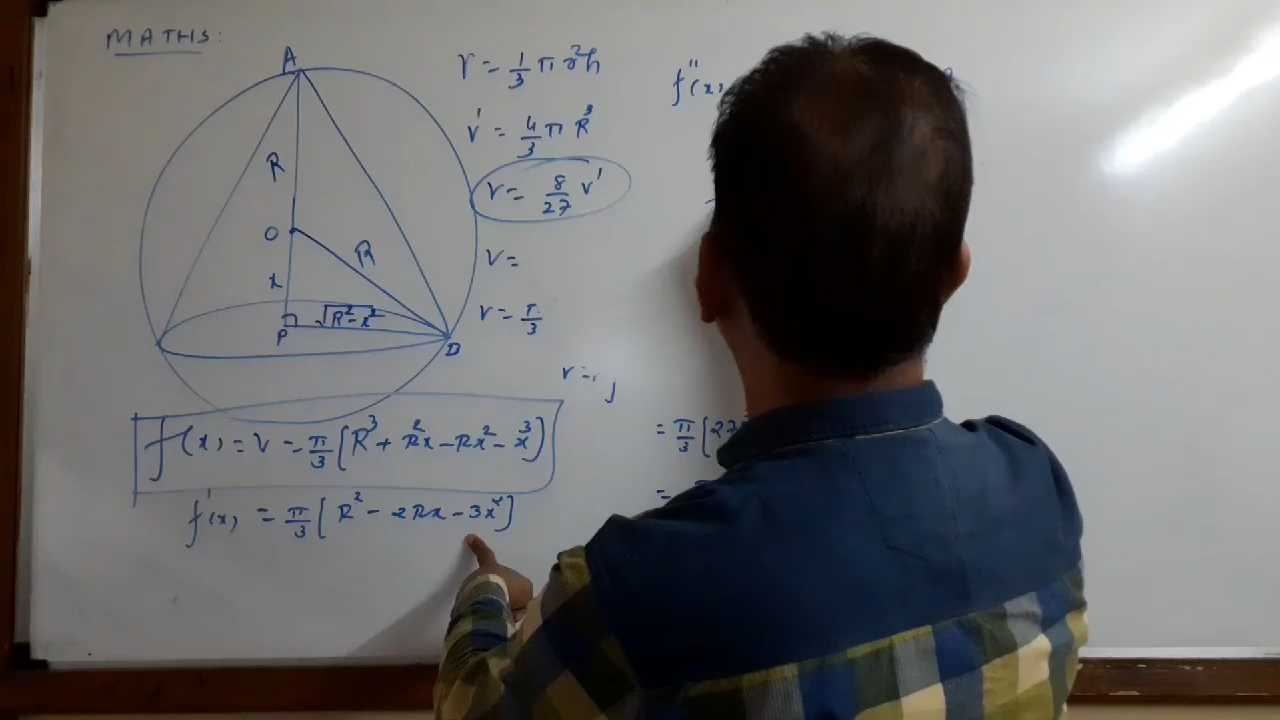 MATHS:
A
R
O
R
x
P
√R²-x²
D
V = 1/3 π r²h
V' = 4/3 π R³
V = 8/27 V'
V =
V = π/3
V =
f(x) = V = π/3 [R³ + R²x - Rx² - x³]
f'(x) = π/3 [R² - 2Rx - 3x²]
f''(x)
= π/3 [27
=